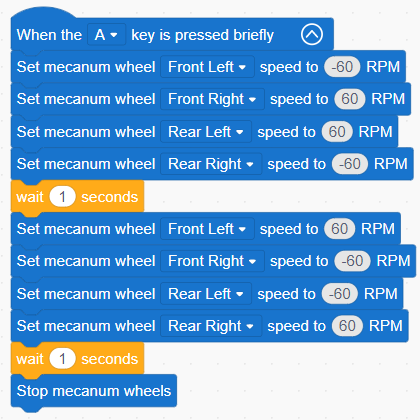 When the A key is pressed briefly
Set mecanum wheel Front Left speed to -60 RPM
Set mecanum wheel Front Right speed to 60 RPM
Set mecanum wheel Rear Left speed to 60 RPM
Set mecanum wheel Rear Right speed to -60 RPM
wait 1 seconds
Set mecanum wheel Front Left speed to 60 RPM
Set mecanum wheel Front Right speed to -60 RPM
Set mecanum wheel Rear Left speed to -60 RPM
Set mecanum wheel Rear Right speed to 60 RPM
wait 1 seconds
Stop mecanum wheels